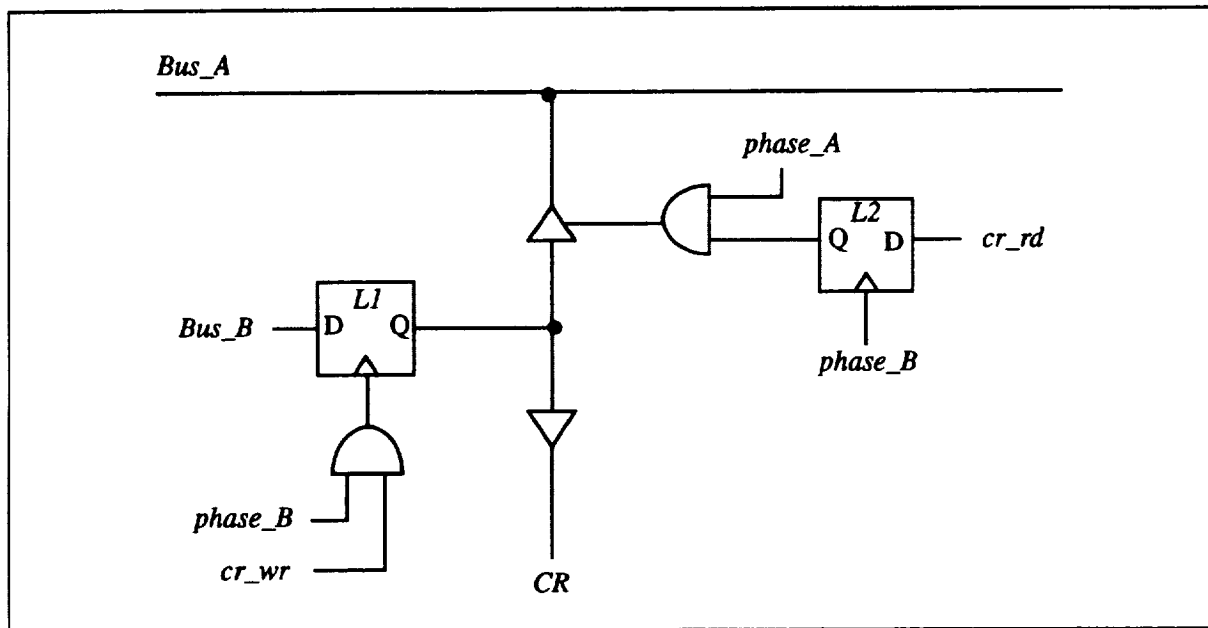 Bus_A
phase_A
L2
Q D
cr_rd
L1
D Q
Bus_B
phase_B
phase_B
cr_wr
CR